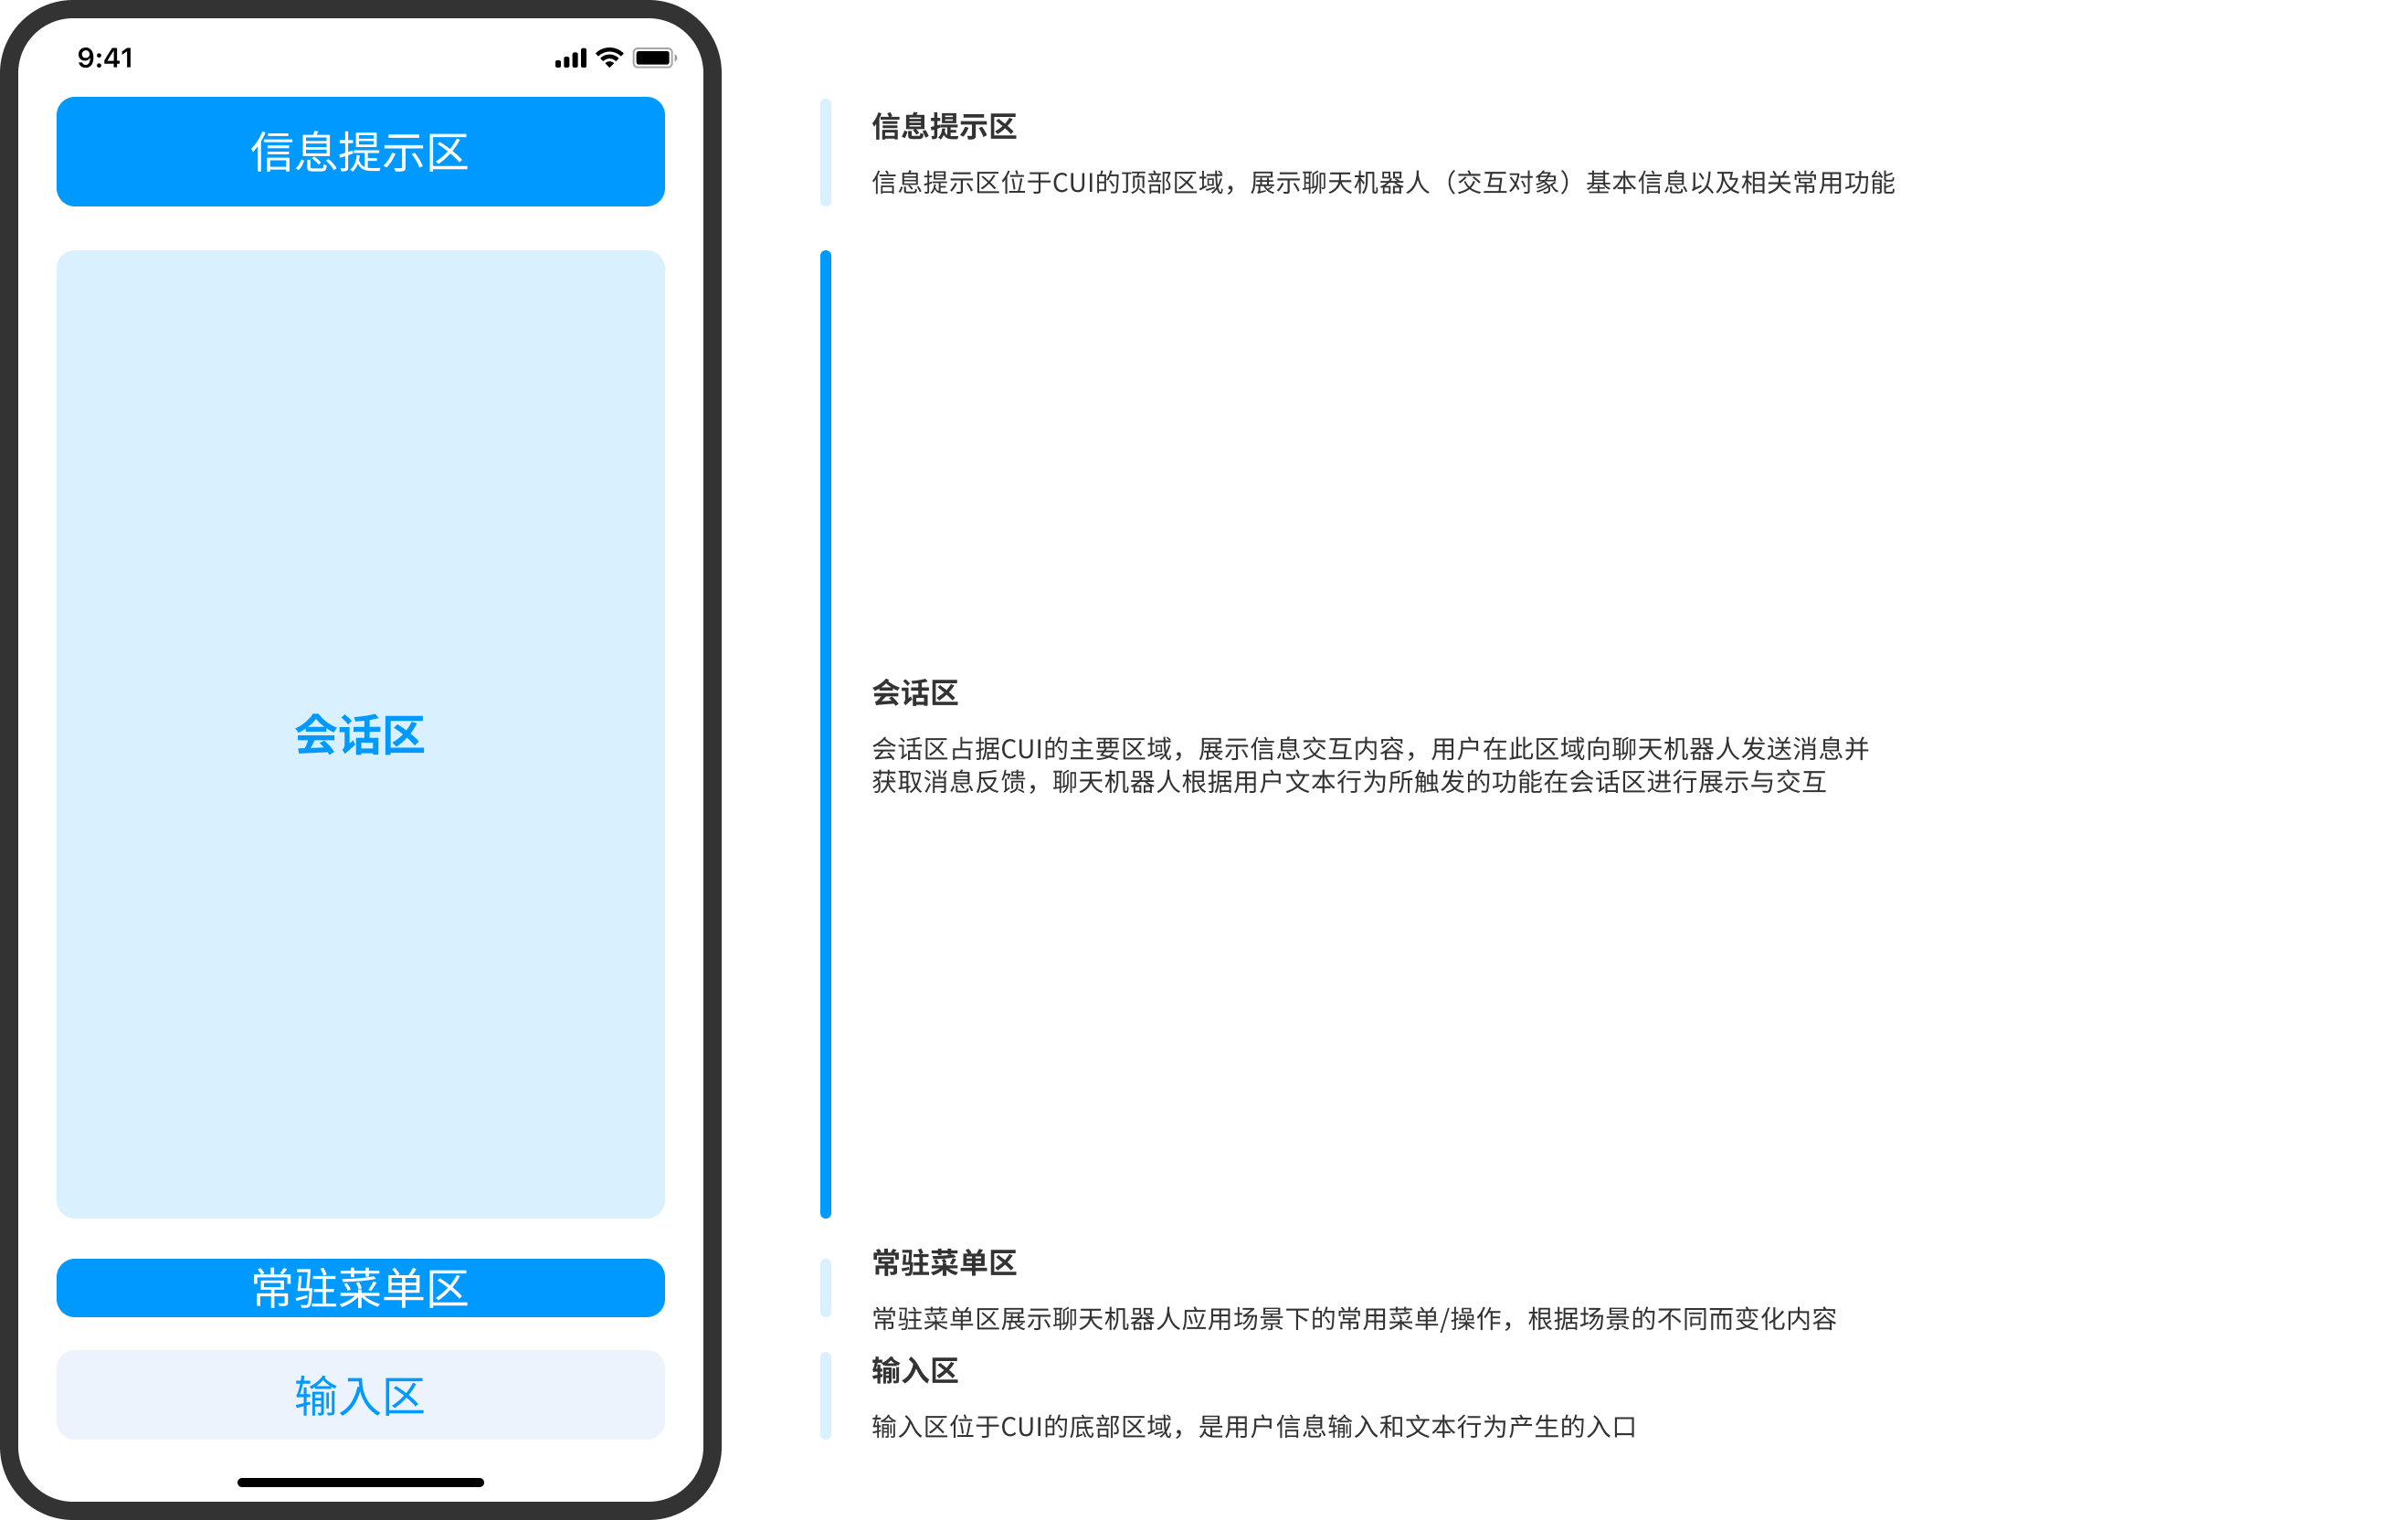 9:41
信息提示区
会话区
常驻菜单区
输入区
信息提示区
信息提示区位于CUI的顶部区域，展示聊天机器人（交互对象）基本信息以及相关常用功能
会话区
会话区占据CUI的主要区域，展示信息交互内容，用户在此区域向聊天机器人发送消息并
获取消息反馈，聊天机器人根据用户文本行为所触发的功能在会话区进行展示与交互
常驻菜单区
常驻菜单区展示聊天机器人应用场景下的常用菜单/操作，根据场景的不同而变化内容
输入区
输入区位于CUI的底部区域，是用户信息输入和文本行为产生的入口